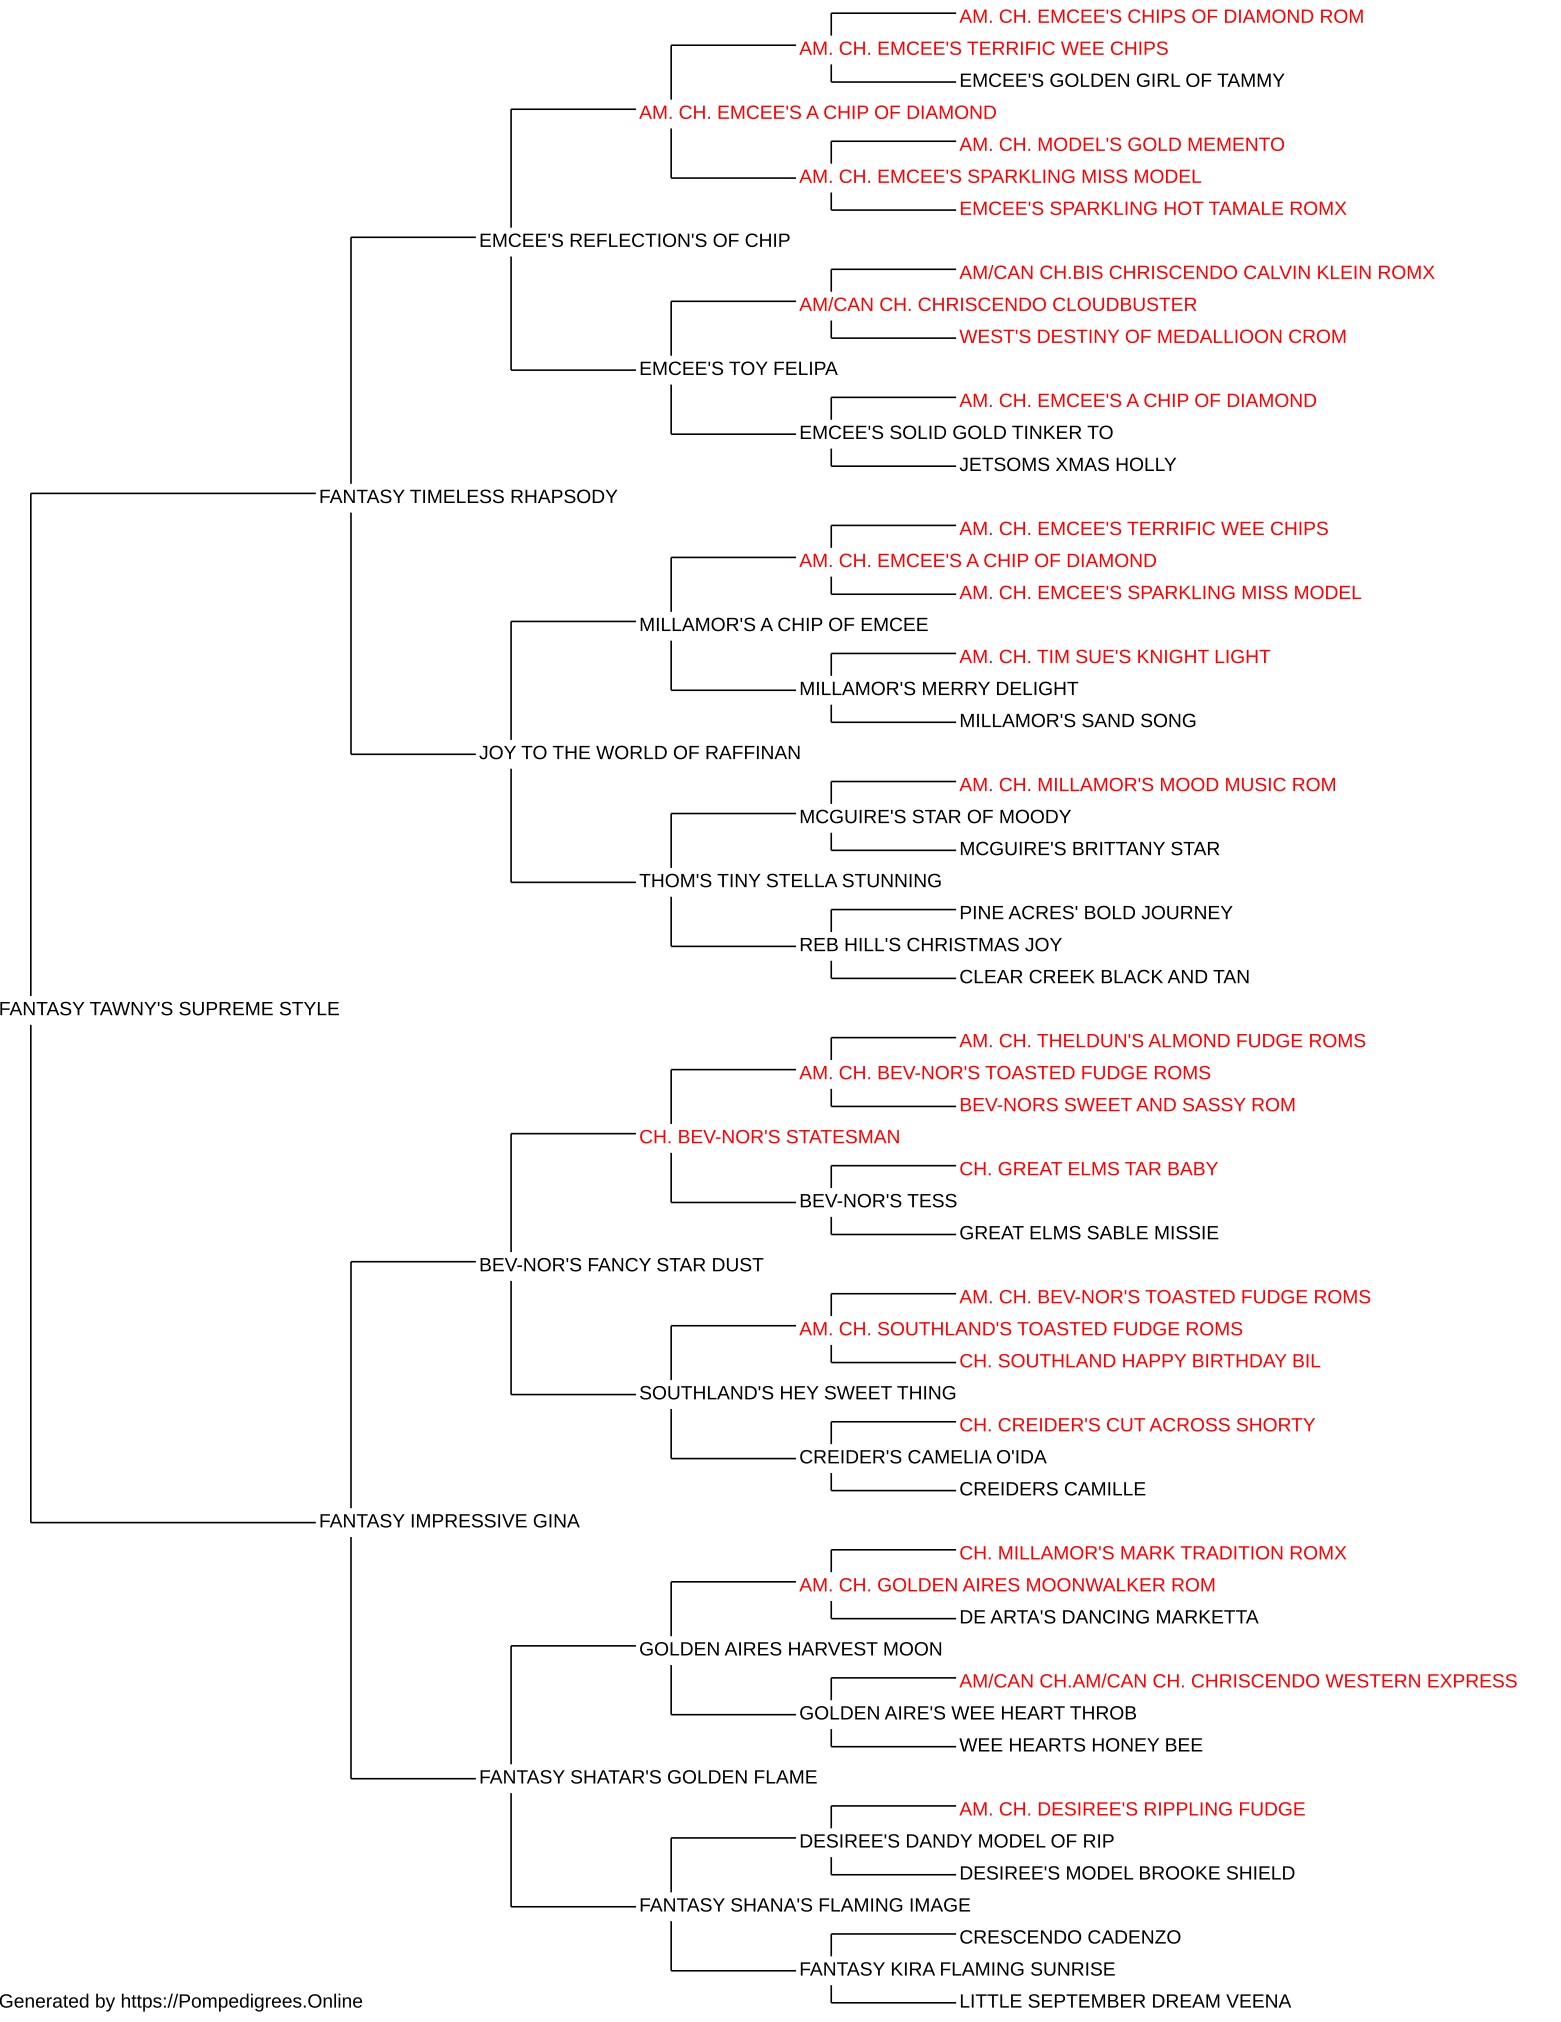 AM. CH. EMCEE'S CHIPS OF DIAMOND ROM
AM. CH. EMCEE'S TERRIFIC WEE CHIPS
EMCEE'S GOLDEN GIRL OF TAMMY
AM. CH. EMCEE'S A CHIP OF DIAMOND
AM. CH. MODEL'S GOLD MEMENTO
AM. CH. EMCEE'S SPARKLING MISS MODEL
EMCEE'S SPARKLING HOT TAMALE ROMX
EMCEE'S REFLECTION'S OF CHIP
AM/CAN CH.BIS CHRISCENDO CALVIN KLEIN ROMX
AM/CAN CH. CHRISCENDO CLOUDBUSTER
WEST'S DESTINY OF MEDALLIOON CROM
EMCEE'S TOY FELIPA
AM. CH. EMCEE'S A CHIP OF DIAMOND
EMCEE'S SOLID GOLD TINKER TO
JETSOMS XMAS HOLLY
FANTASY TIMELESS RHAPSODY
AM. CH. EMCEE'S TERRIFIC WEE CHIPS
AM. CH. EMCEE'S A CHIP OF DIAMOND
AM. CH. EMCEE'S SPARKLING MISS MODEL
MILLAMOR'S A CHIP OF EMCEE
AM. CH. TIM SUE'S KNIGHT LIGHT
MILLAMOR'S MERRY DELIGHT
MILLAMOR'S SAND SONG
JOY TO THE WORLD OF RAFFINAN
AM. CH. MILLAMOR'S MOOD MUSIC ROM
MCGUIRE'S STAR OF MOODY
MCGUIRE'S BRITTANY STAR
THOM'S TINY STELLA STUNNING
PINE ACRES' BOLD JOURNEY
REB HILL'S CHRISTMAS JOY
CLEAR CREEK BLACK AND TAN
FANTASY TAWNY'S SUPREME STYLE
AM. CH. THELDUN'S ALMOND FUDGE ROMS
AM. CH. BEV-NOR'S TOASTED FUDGE ROMS
BEV-NORS SWEET AND SASSY ROM
CH. BEV-NOR'S STATESMAN
CH. GREAT ELMS TAR BABY
BEV-NOR'S TESS
GREAT ELMS SABLE MISSIE
BEV-NOR'S FANCY STAR DUST
AM. CH. BEV-NOR'S TOASTED FUDGE ROMS
AM. CH. SOUTHLAND'S TOASTED FUDGE ROMS
CH. SOUTHLAND HAPPY BIRTHDAY BIL
SOUTHLAND'S HEY SWEET THING
CH. CREIDER'S CUT ACROSS SHORTY
CREIDER'S CAMELIA O'IDA
CREIDERS CAMILLE
FANTASY IMPRESSIVE GINA
CH. MILLAMOR'S MARK TRADITION ROMX
AM. CH. GOLDEN AIRES MOONWALKER ROM
DE ARTA'S DANCING MARKETTA
GOLDEN AIRES HARVEST MOON
AM/CAN CH.AM/CAN CH. CHRISCENDO WESTERN EXPRESS
GOLDEN AIRE'S WEE HEART THROB
WEE HEARTS HONEY BEE
FANTASY SHATAR'S GOLDEN FLAME
AM. CH. DESIREE'S RIPPLING FUDGE
DESIREE'S DANDY MODEL OF RIP
DESIREE'S MODEL BROOKE SHIELD
FANTASY SHANA'S FLAMING IMAGE
CRESCENDO CADENZO
FANTASY KIRA FLAMING SUNRISE
LITTLE SEPTEMBER DREAM VEENA
Generated by https://Pompedigrees.Online